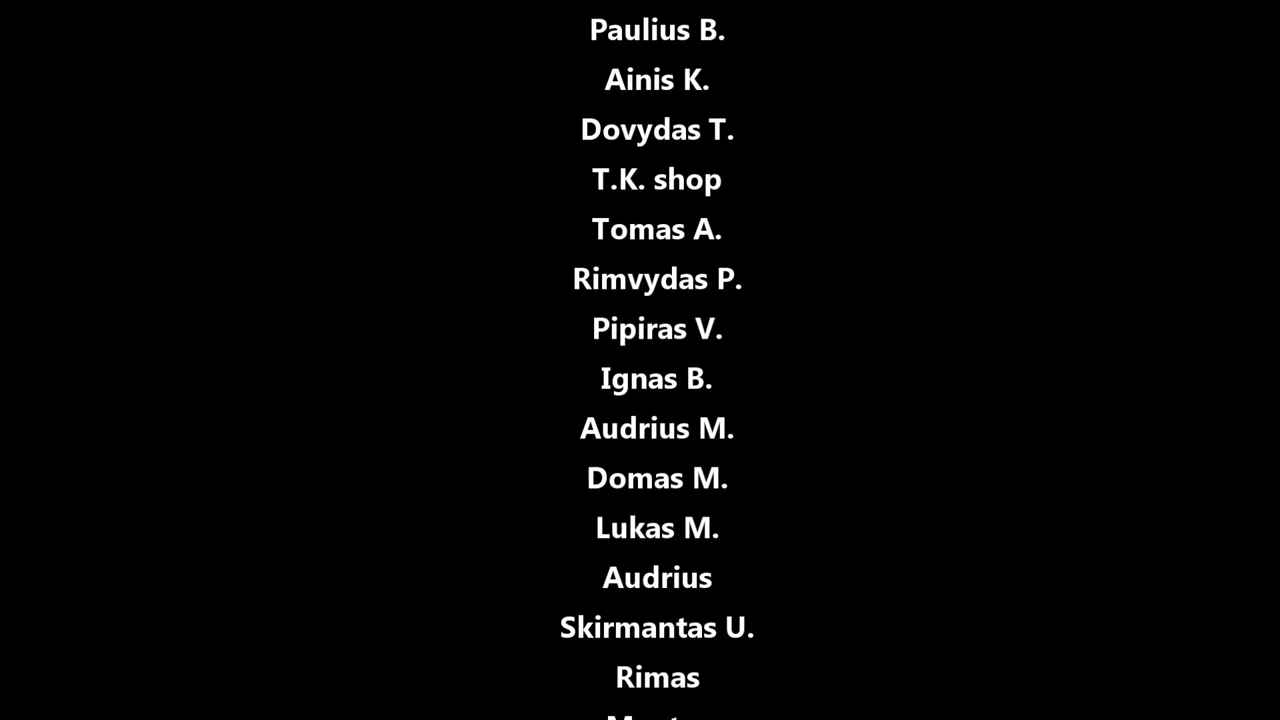 Paulius B.
Ainis K.
Dovydas T.
T.K. shop
Tomas A.
Rimvydas P.
Pipiras V.
Ignas B.
Audrius M.
Domas M.
Lukas M.
Audrius
Skirmantas U.
Rimas